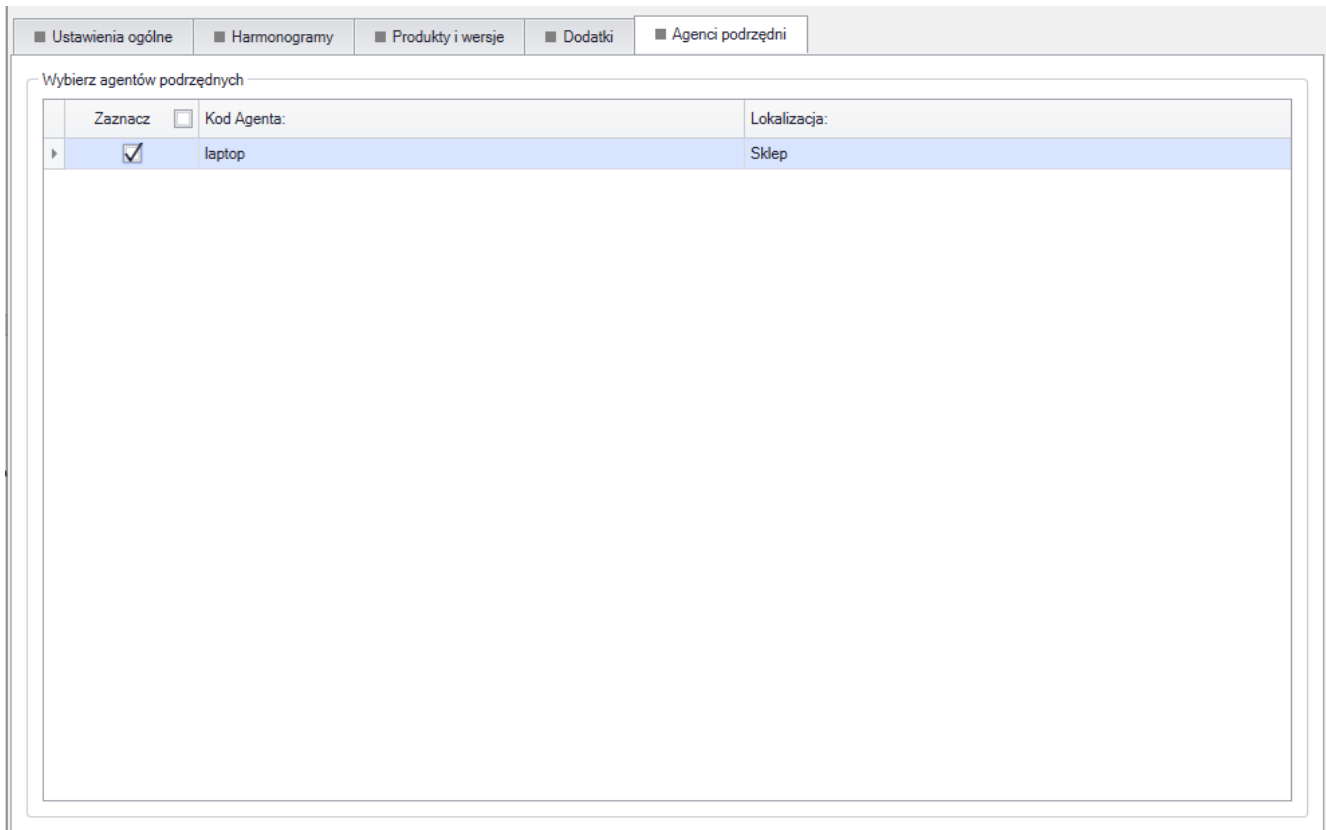 Ustawienia ogólne Harmonogramy Produkty i wersje Dodatki Agenci podrzędni
Wybierz agentów podrzędnych
Zaznacz Kod Agenta: Lokalizacja:
laptop Sklep